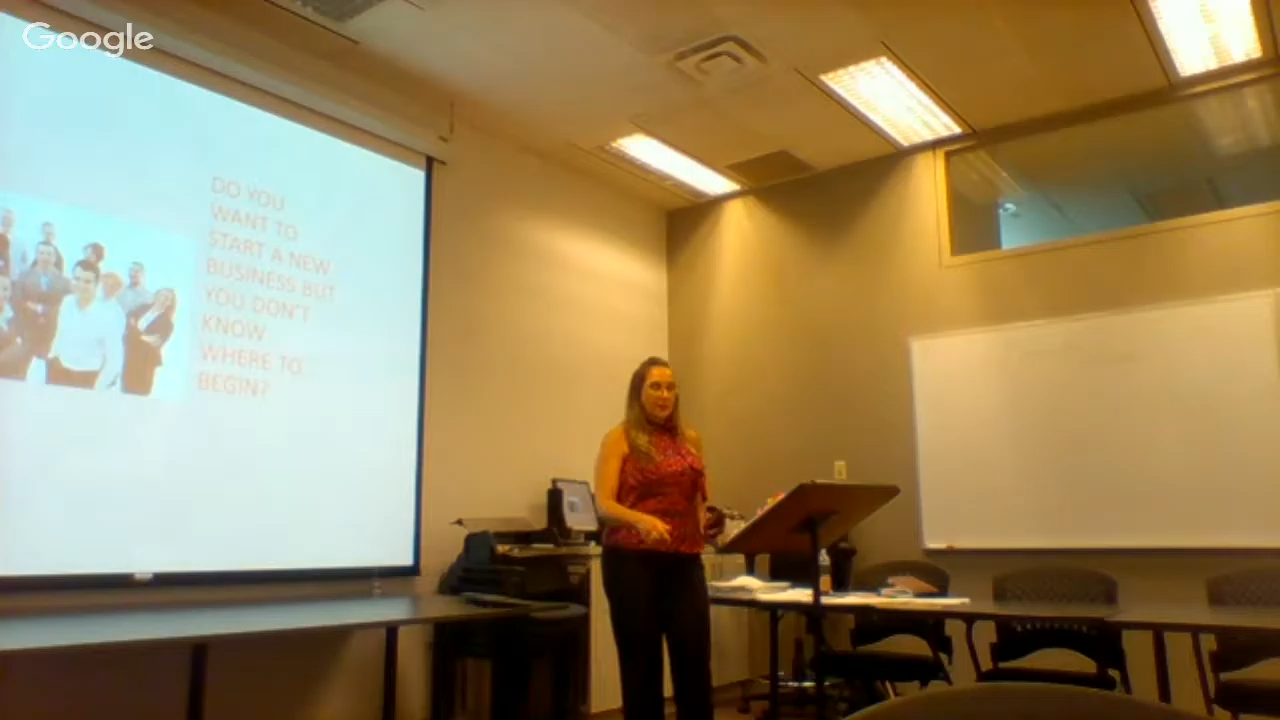 Google
DO YOU
WANT TO
START A NEW
BUSINESS BUT
YOU DON'T
KNOW
WHERE TO
BEGIN?